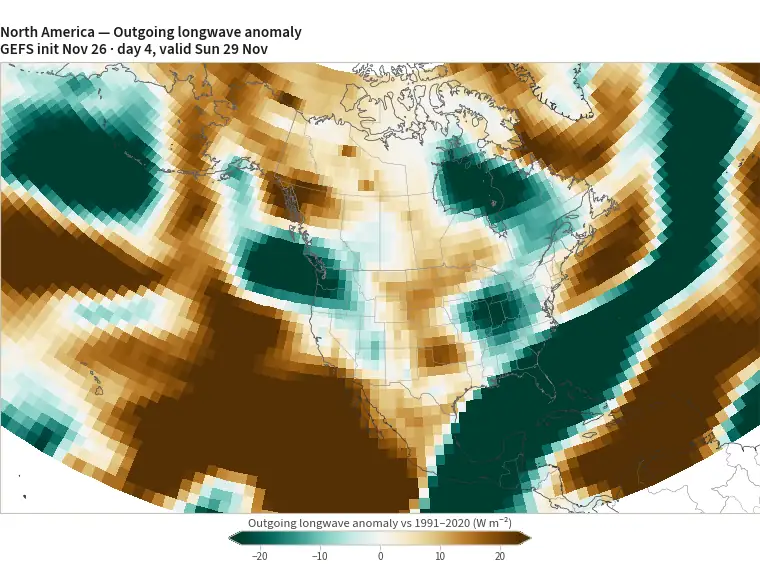 North America — Outgoing longwave anomaly
GEFS init Nov 26 · day 4, valid Sun 29 Nov
Outgoing longwave anomaly vs 1991–2020 (W m⁻²)
−20 −10 0 10 20